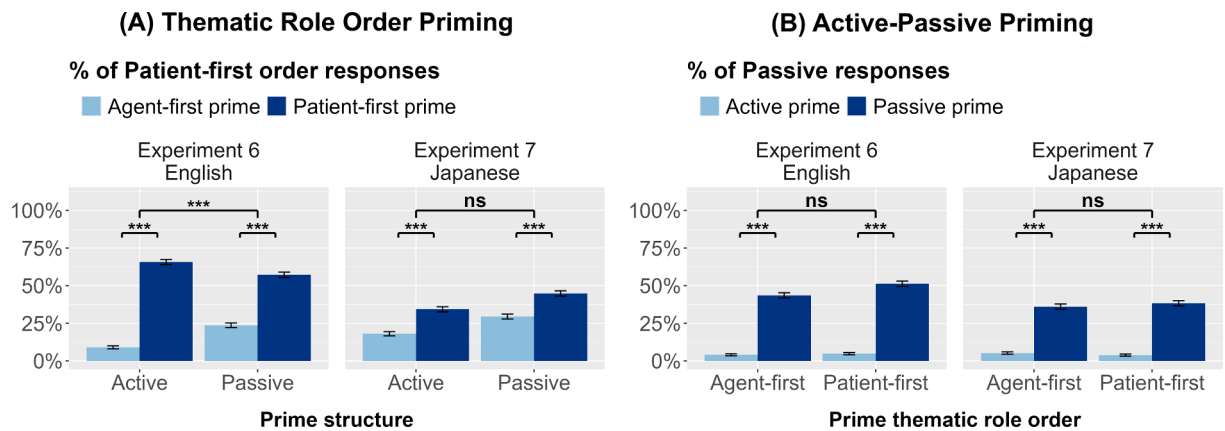 (A) Thematic Role Order Priming
% of Patient-first order responses
Agent-first prime Patient-first prime
Experiment 6
English
Experiment 7
Japanese
100%
75%
50%
25%
0%
***
***
***
ns
***
***
Active Passive
Active Passive
Prime structure
(B) Active-Passive Priming
% of Passive responses
Active prime Passive prime
Experiment 6
English
Experiment 7
Japanese
100%
75%
50%
25%
0%
ns
***
***
ns
***
***
Agent-first Patient-first
Agent-first Patient-first
Prime thematic role order